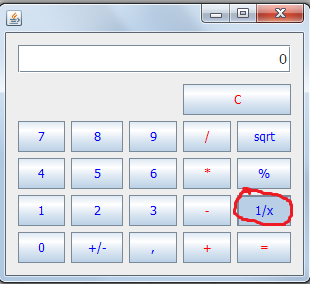 0
C
7 8 9 / sqrt
4 5 6 * %
1 2 3 - 1/x
0 +/- , + =